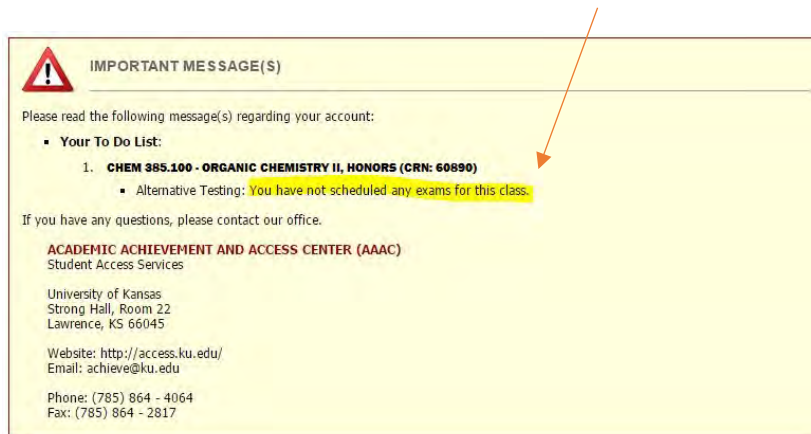 IMPORTANT MESSAGE(S)
Please read the following message(s) regarding your account:
▪ Your To Do List:
1. CHEM 385.100 - ORGANIC CHEMISTRY II, HONORS (CRN: 60890)
▪ Alternative Testing: You have not scheduled any exams for this class.
If you have any questions, please contact our office.
ACADEMIC ACHIEVEMENT AND ACCESS CENTER (AAAC)
Student Access Services
University of Kansas
Strong Hall, Room 22
Lawrence, KS 66045
Website: http://access.ku.edu/
Email: achieve@ku.edu
Phone: (785) 864 - 4064
Fax: (785) 864 - 2817